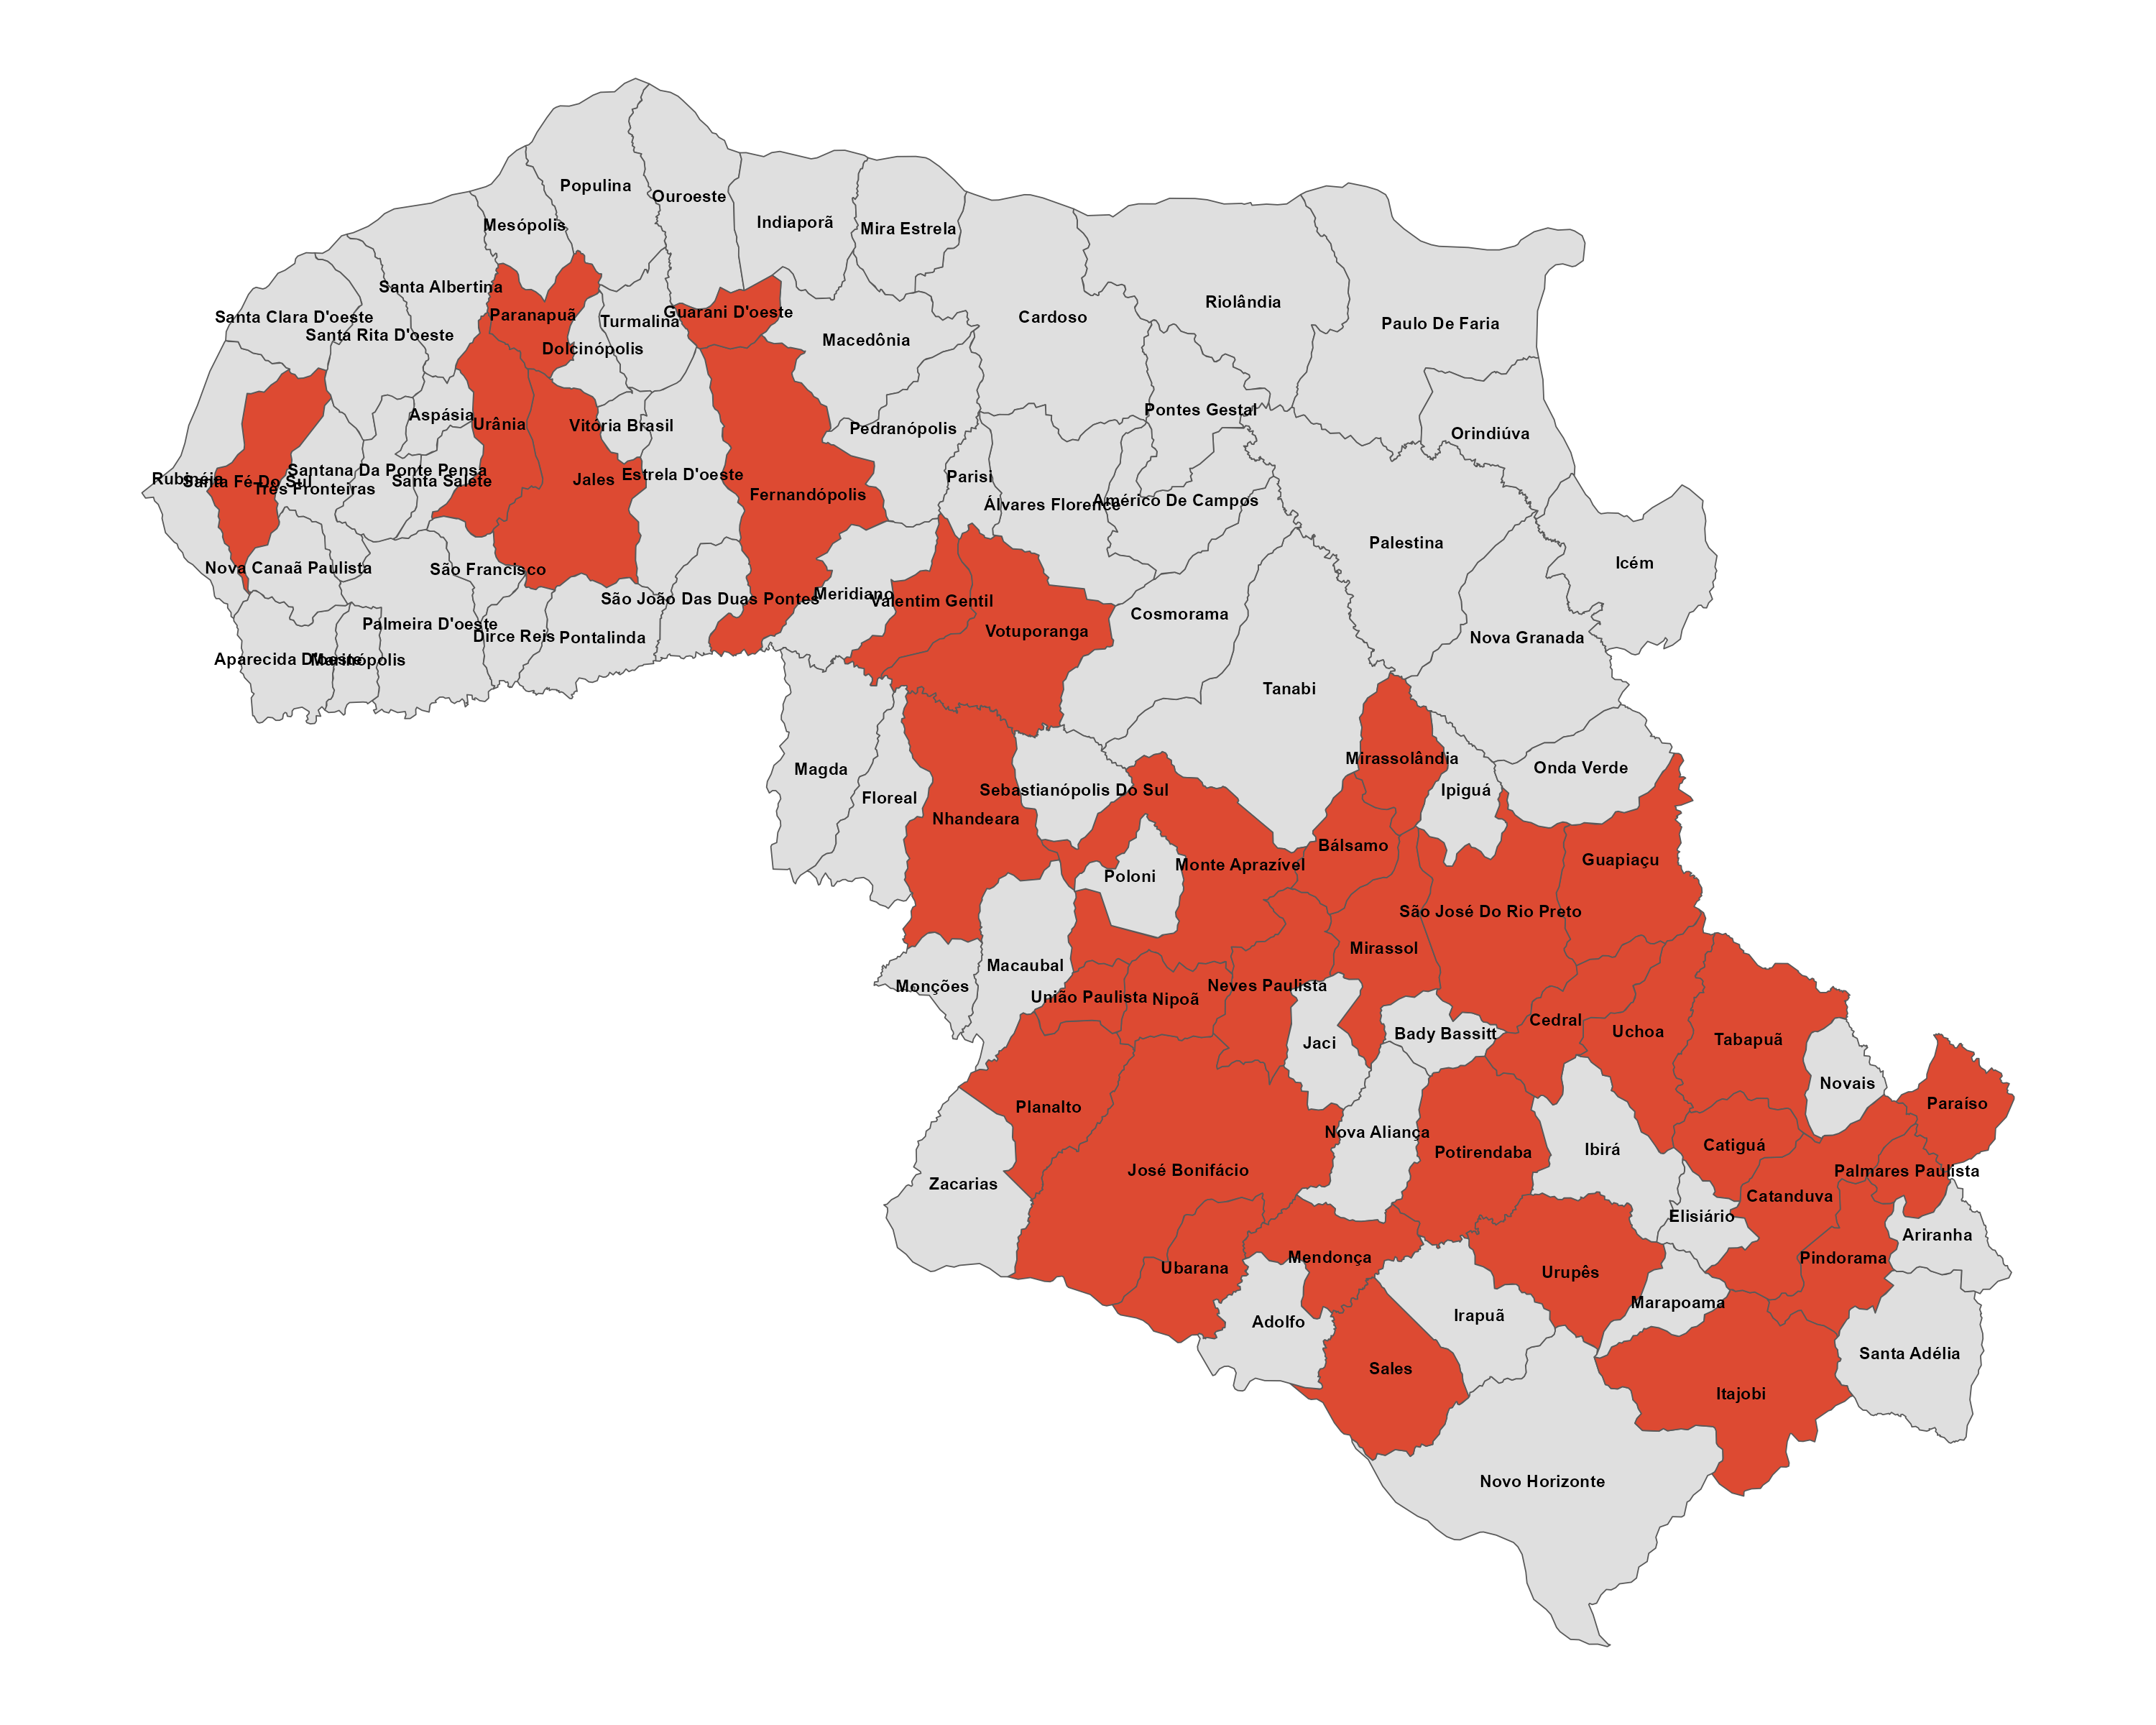 Populina
Ouroeste
Mesópolis
Indiaporã
Mira Estrela
Santa Albertina
Santa Clara D'oeste
Santa Rita D'oeste
Paranapuã
Turmalina
Guarani D'oeste
Dolcinópolis
Macedônia
Cardoso
Riolândia
Paulo De Faria
Aspásia
Urânia
Vitória Brasil
Pedranópolis
Pontes Gestal
Orindiúva
Rubinéia
Santa Fé Do Sul
Três Fronteiras
Santana Da Ponte Pensa
Santa Salete
Jales
Estrela D'oeste
Fernandópolis
Parisi
Álvares Florence
Américo De Campos
Palestina
Icém
Nova Canaã Paulista
São Francisco
São João Das Duas Pontes
Meridiano
Valentim Gentil
Votuporanga
Cosmorama
Nova Granada
Palmeira D'oeste
Dirce Reis
Pontalinda
Aparecida D'oeste
Marinópolis
Tanabi
Magda
Floreal
Nhandeara
Sebastianópolis Do Sul
Mirassolândia
Ipiguá
Onda Verde
Poloni
Monte Aprazível
Bálsamo
Guapiaçu
São José Do Rio Preto
Mirassol
Monções
Macaubal
União Paulista
Nipoã
Neves Paulista
Jaci
Bady Bassitt
Cedral
Uchoa
Tabapuã
Novais
Paraíso
Planalto
Nova Aliança
Potirendaba
Ibirá
Catiguá
Palmares Paulista
Zacarias
José Bonifácio
Catanduva
Elisiário
Ariranha
Ubarana
Mendonça
Urupês
Pindorama
Marapoama
Adolfo
Irapuã
Sales
Santa Adélia
Itajobi
Novo Horizonte